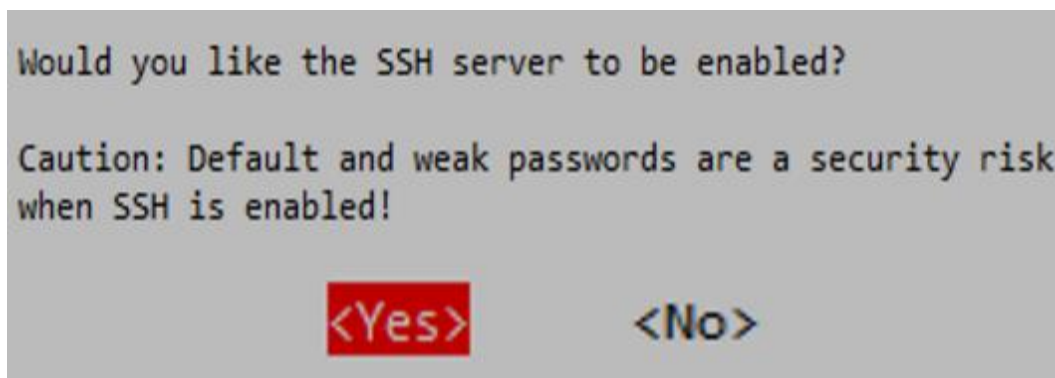 Would you like the SSH server to be enabled?
Caution: Default and weak passwords are a security risk
when SSH is enabled!
<Yes> <No>